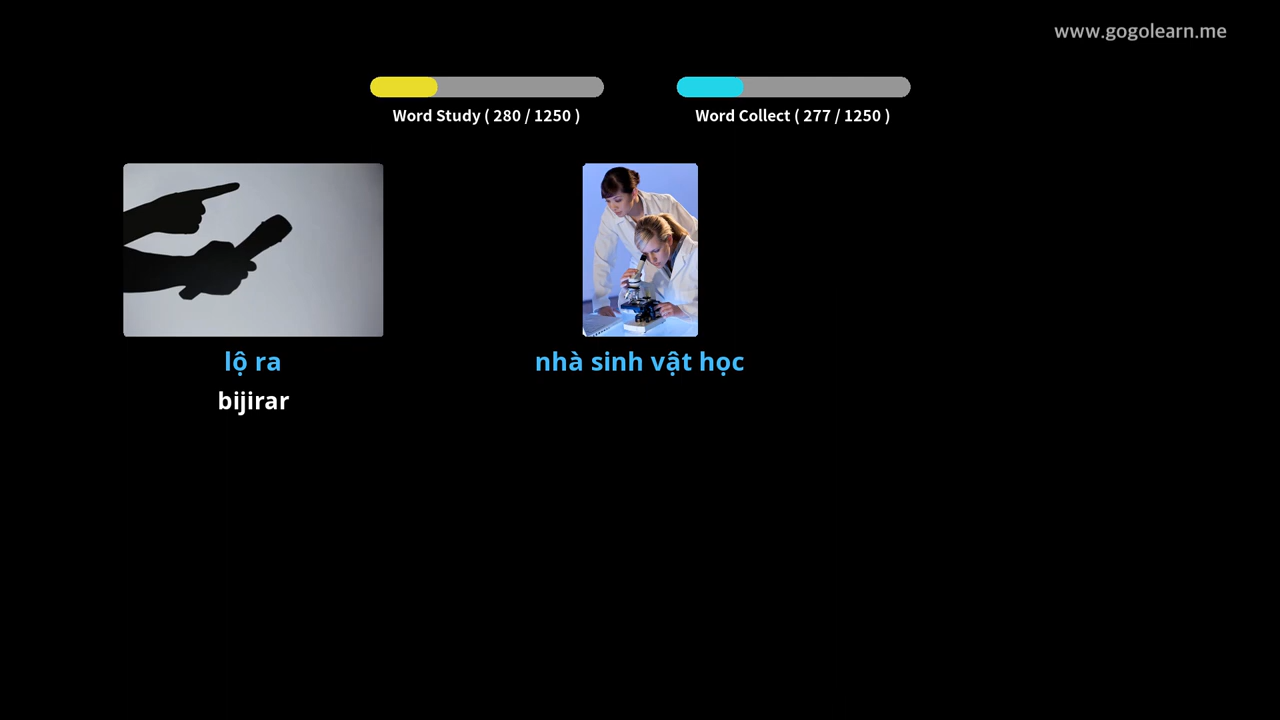 www.gogolearn.me
Word Study ( 280 / 1250 )
Word Collect ( 277 / 1250 )
lộ ra
bijirar
nhà sinh vật học